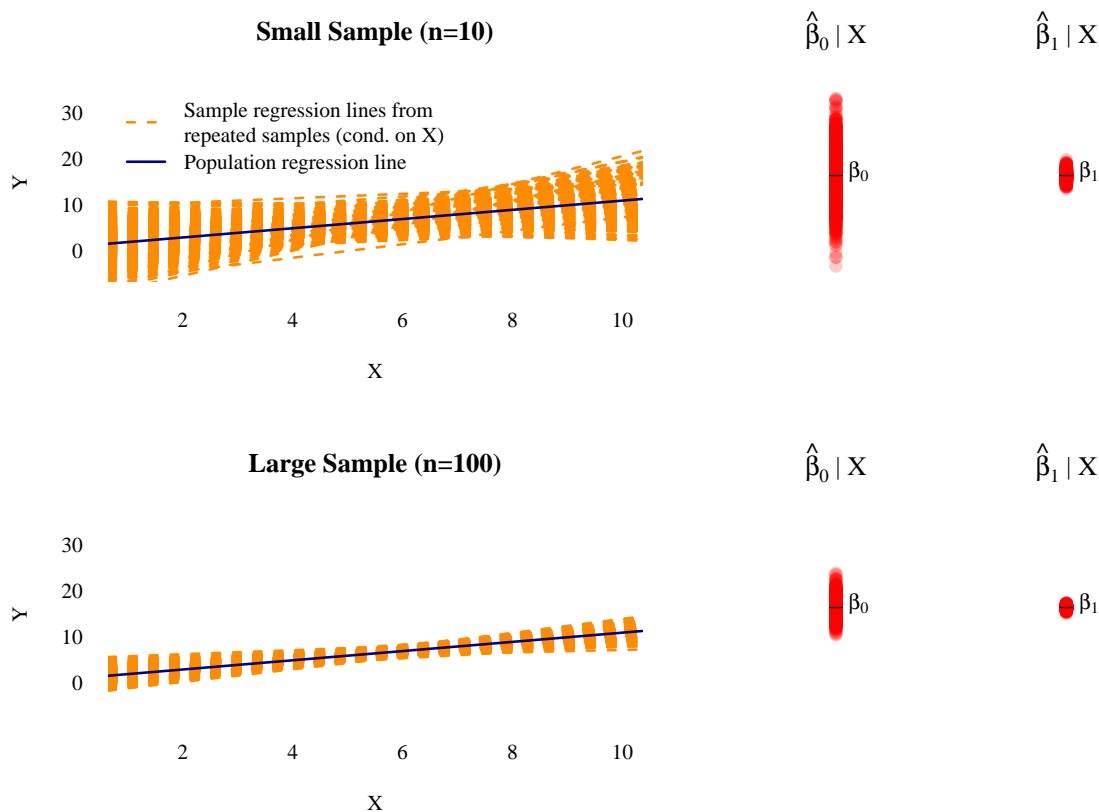 Small Sample (n=10)
β̂₀ | X
β̂₁ | X
Y
30
20
10
0
Sample regression lines from
repeated samples (cond. on X)
Population regression line
β₀
β₁
2 4 6 8 10
X
Large Sample (n=100)
β̂₀ | X
β̂₁ | X
Y
30
20
10
0
β₀
β₁
2 4 6 8 10
X